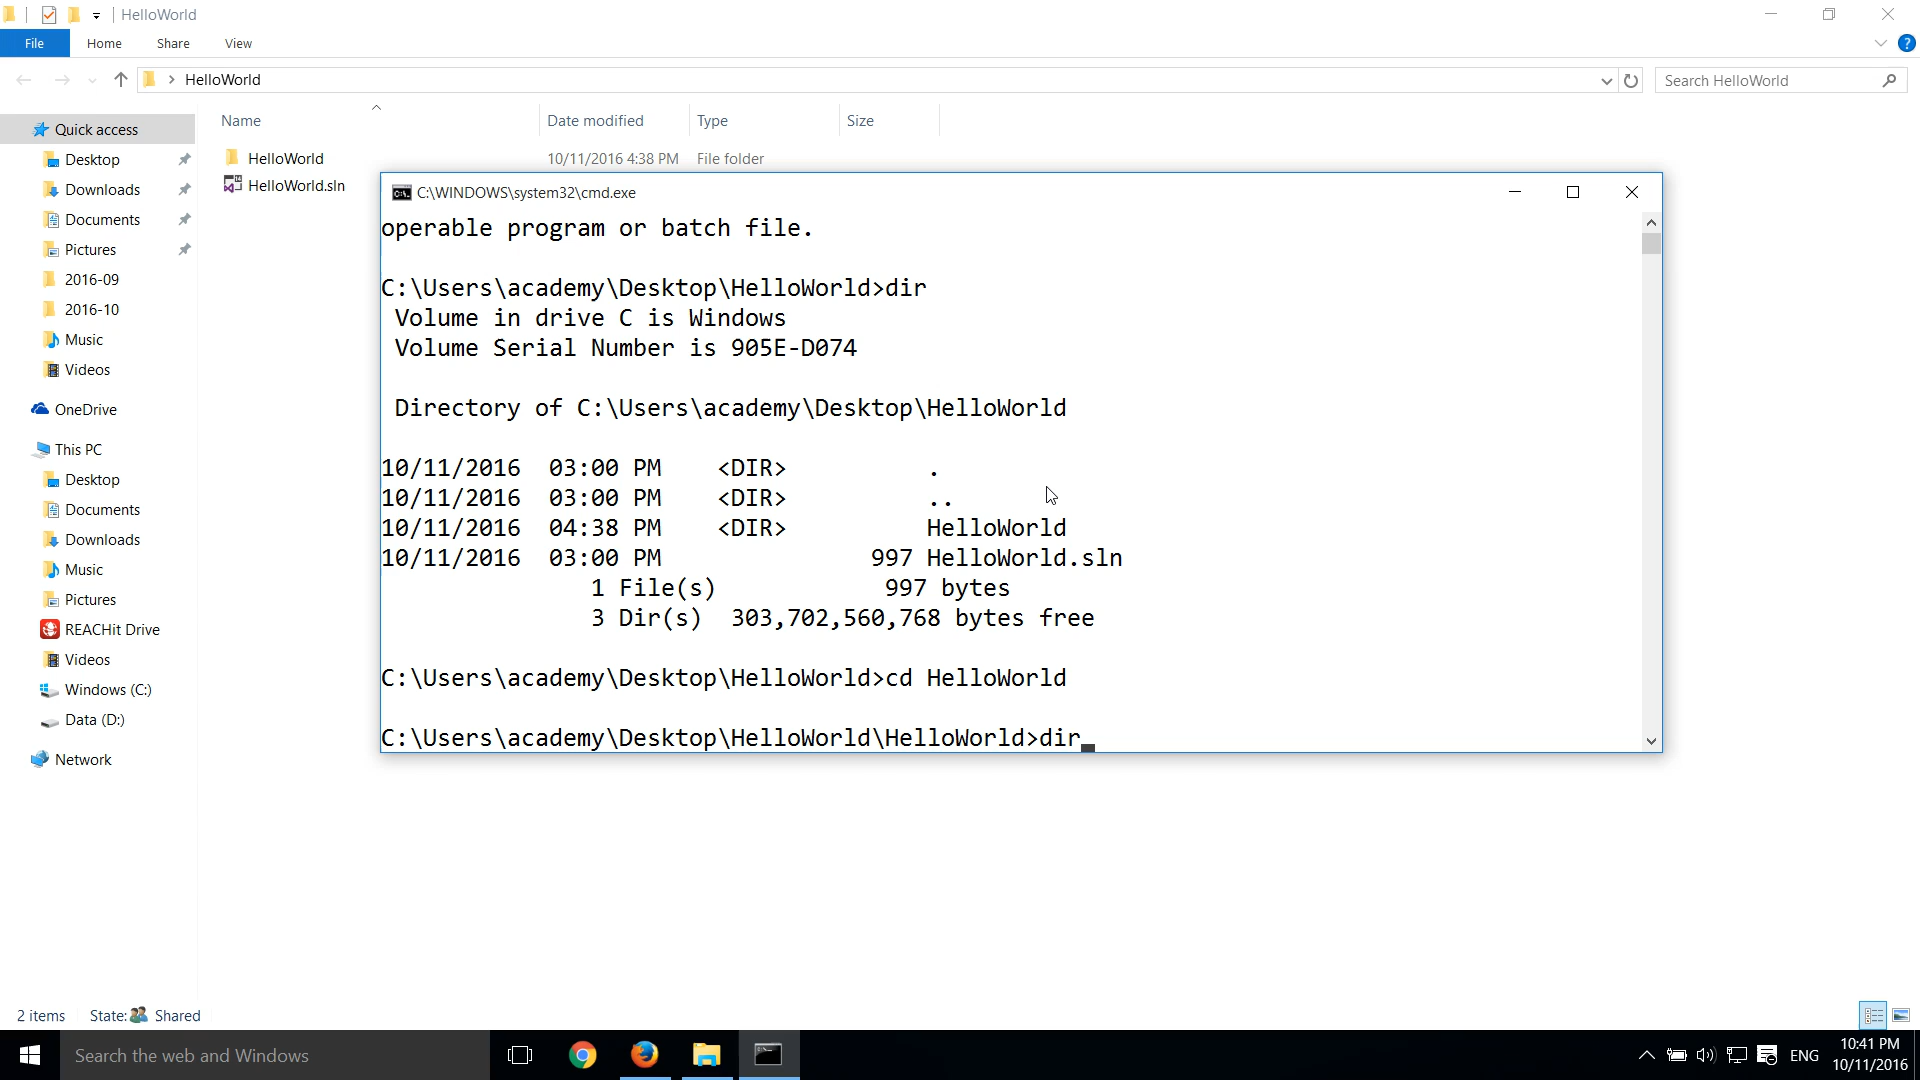 HelloWorld
File Home Share View
HelloWorld
Search HelloWorld
Name Date modified Type Size
HelloWorld 10/11/2016 4:38 PM File folder
HelloWorld.sln
Quick access
Desktop
Downloads
Documents
Pictures
2016-09
2016-10
Music
Videos
OneDrive
This PC
Desktop
Documents
Downloads
Music
Pictures
REACHit Drive
Videos
Windows (C:)
Data (D:)
Network
C:\WINDOWS\system32\cmd.exe
operable program or batch file.
C:\Users\academy\Desktop\HelloWorld>dir
Volume in drive C is Windows
Volume Serial Number is 905E-D074
Directory of C:\Users\academy\Desktop\HelloWorld
10/11/2016 03:00 PM <DIR> .
10/11/2016 03:00 PM <DIR> ..
10/11/2016 04:38 PM <DIR> HelloWorld
10/11/2016 03:00 PM 997 HelloWorld.sln
1 File(s) 997 bytes
3 Dir(s) 303,702,560,768 bytes free
C:\Users\academy\Desktop\HelloWorld>cd HelloWorld
C:\Users\academy\Desktop\HelloWorld\HelloWorld>dir
2 items State: Shared
Search the web and Windows
ENG
10:41 PM
10/11/2016